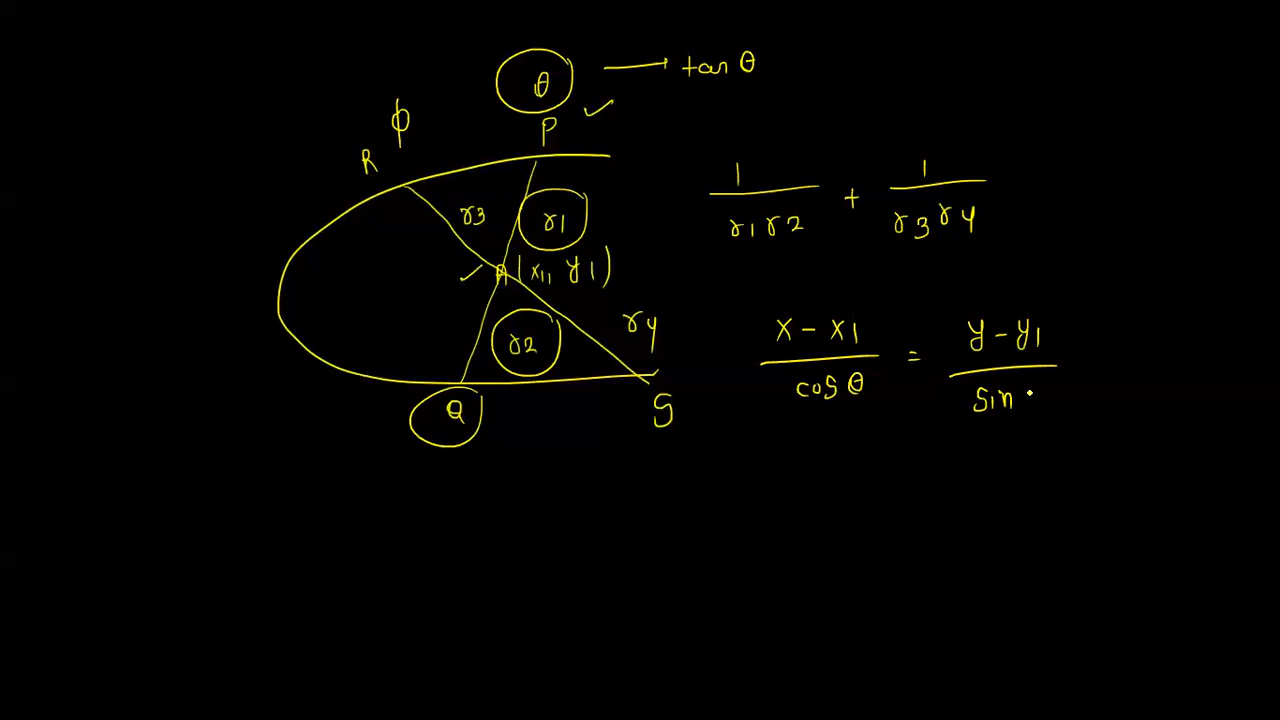 θ → tan θ
ϕ
P ✓
R
1/(r1 r2) + 1/(r3 r4)
r3 r1
✓ A(x1, y1)
r4
r2
(x - x1)/cos θ = (y - y1)/sin
Q S